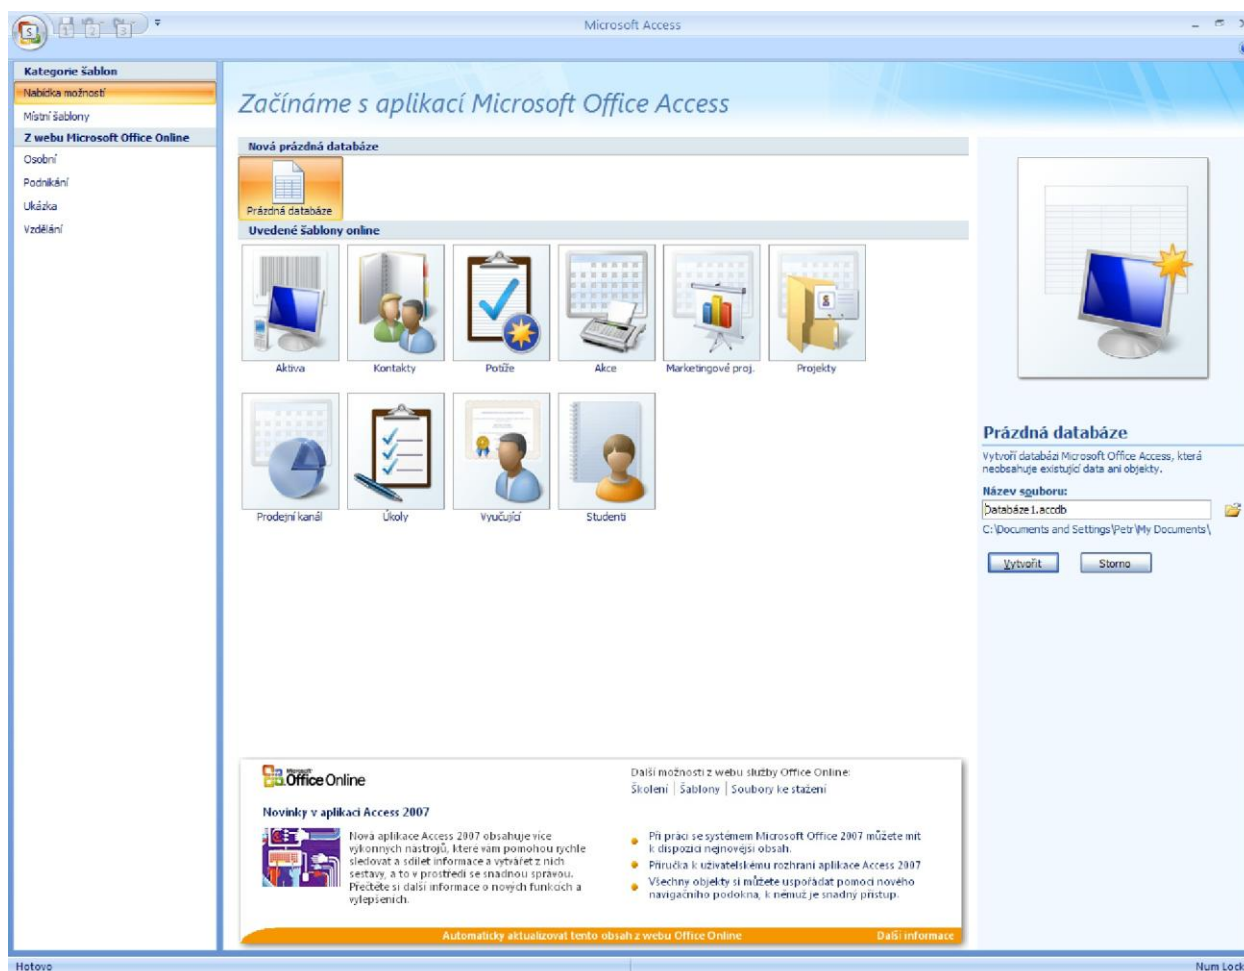 Microsoft Access
S
1 2 3
Kategorie šablon
Nabídka možností
Místní šablony
Z webu Microsoft Office Online
Osobní
Podnikání
Ukázka
Vzdělání
Začínáme s aplikací Microsoft Office Access
Nová prázdná databáze
Prázdná databáze
Uvedené šablony online
Aktiva
Kontakty
Potíže
Akce
Marketingové proj.
Projekty
Prodejní kanál
Úkoly
Vyučující
Studenti
Prázdná databáze
Vytvoří databázi Microsoft Office Access, která
neobsahuje existující data ani objekty.
Název souboru:
Databáze1.accdb
C:\Documents and Settings\Petr\My Documents\
Vytvořit
Storno
Microsoft
Office Online
Novinky v aplikaci Access 2007
Nová aplikace Access 2007 obsahuje více
výkonných nástrojů, které vám pomohou rychle
sledovat a sdílet informace a vytvářet z nich
sestavy, a to v prostředí se snadnou správou.
Přečtěte si další informace o nových funkcích a
vylepšeních.
Další možnosti z webu služby Office Online:
Školení | Šablony | Soubory ke stažení
Při práci se systémem Microsoft Office 2007 můžete mít
k dispozici nejnovější obsah.
Příručka k uživatelskému rozhraní aplikace Access 2007
Všechny objekty si můžete uspořádat pomocí nového
navigačního podokna, k němuž je snadný přístup.
Automaticky aktualizovat tento obsah z webu Office Online
Další informace
Hotovo
Num Lock